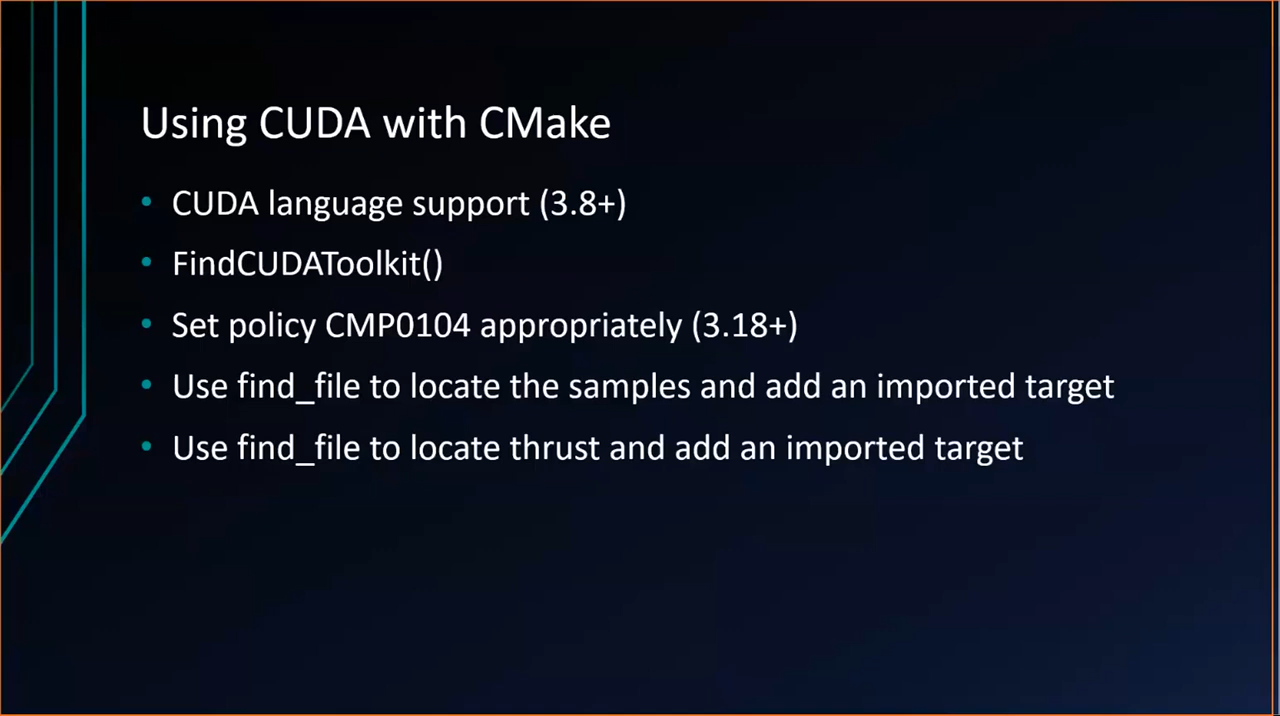 Using CUDA with CMake
• CUDA language support (3.8+)
• FindCUDAToolkit()
• Set policy CMP0104 appropriately (3.18+)
• Use find_file to locate the samples and add an imported target
• Use find_file to locate thrust and add an imported target